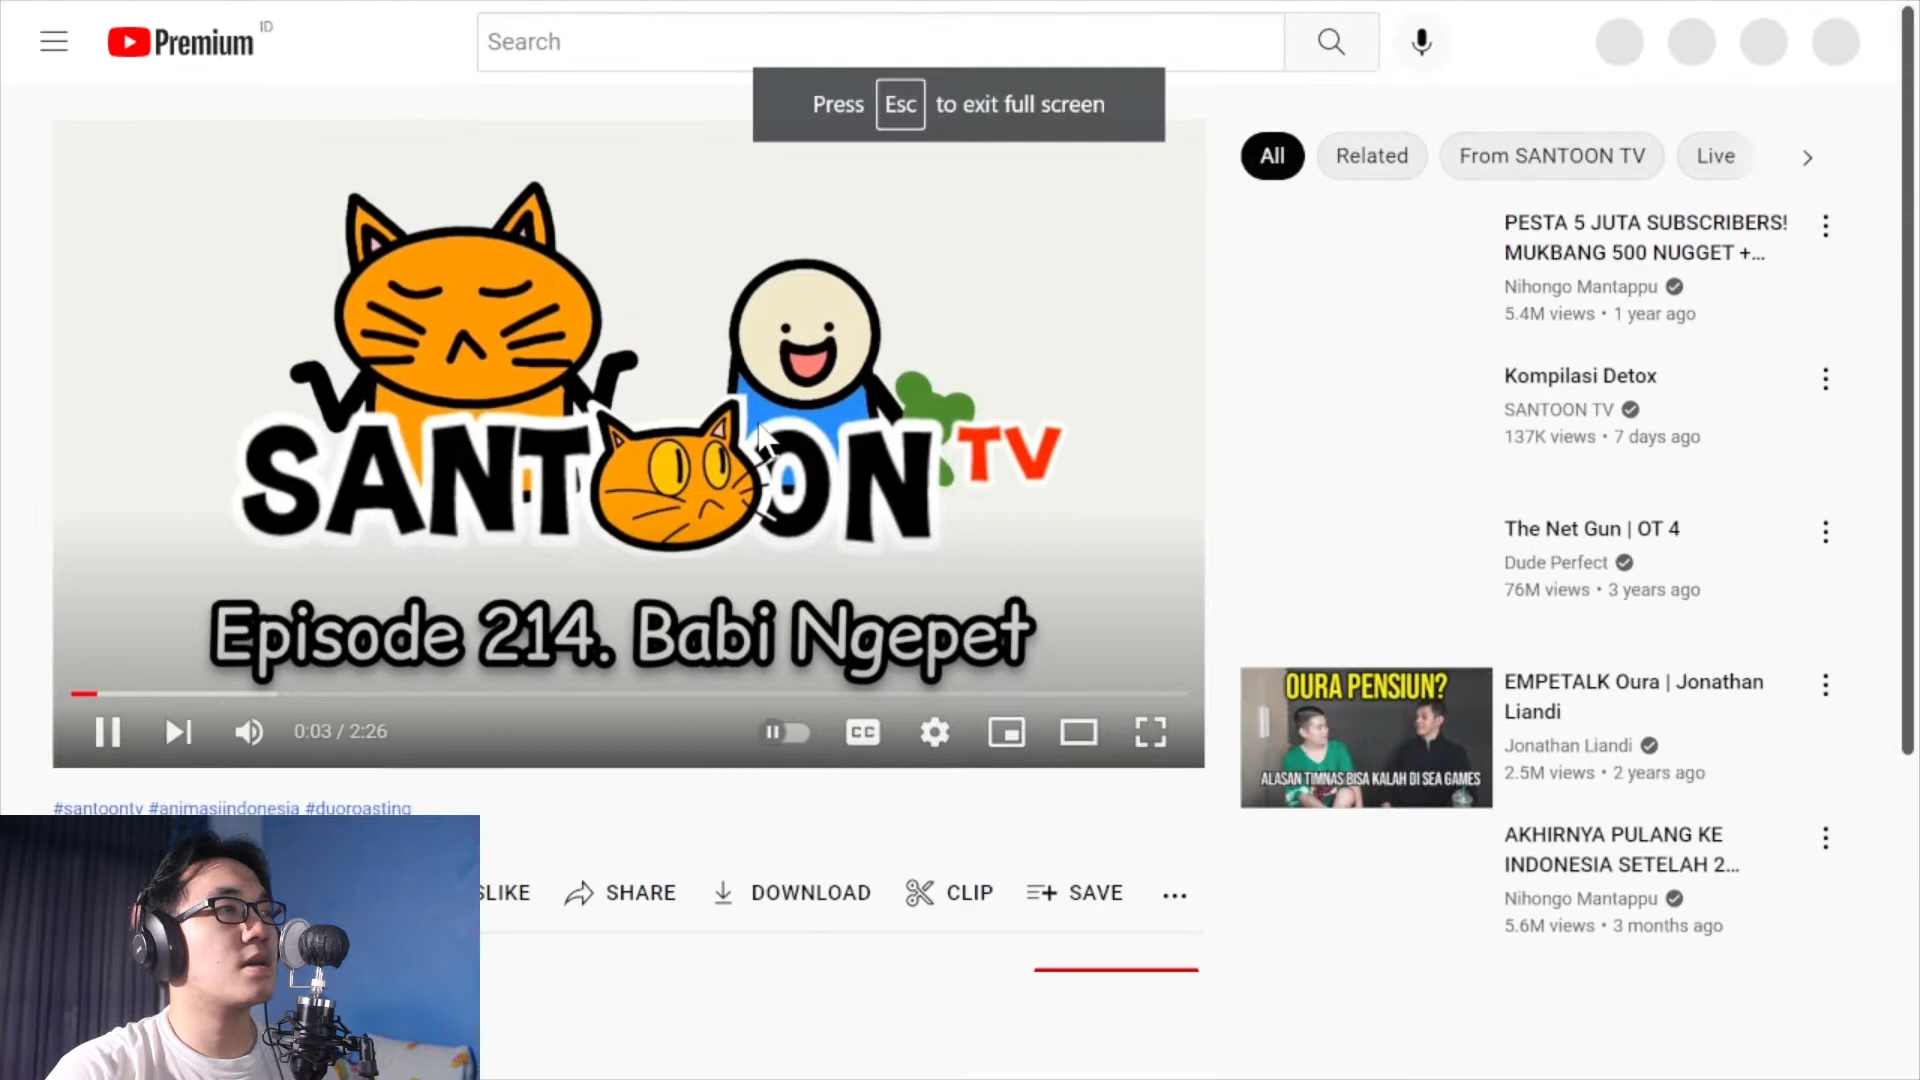 Premium ID
Search
Press Esc to exit full screen
SANTOON TV
Episode 214. Babi Ngepet
0:03 / 2:26
CC
#santoontv #animasiindonesia #duoroasting
SLIKE
SHARE
DOWNLOAD
CLIP
SAVE
All
Related
From SANTOON TV
Live
PESTA 5 JUTA SUBSCRIBERS!
MUKBANG 500 NUGGET +...
Nihongo Mantappu
5.4M views • 1 year ago
Kompilasi Detox
SANTOON TV
137K views • 7 days ago
The Net Gun | OT 4
Dude Perfect
76M views • 3 years ago
OURA PENSIUN?
ALASAN TIMNAS BISA KALAH DI SEA GAMES
EMPETALK Oura | Jonathan
Liandi
Jonathan Liandi
2.5M views • 2 years ago
AKHIRNYA PULANG KE
INDONESIA SETELAH 2...
Nihongo Mantappu
5.6M views • 3 months ago